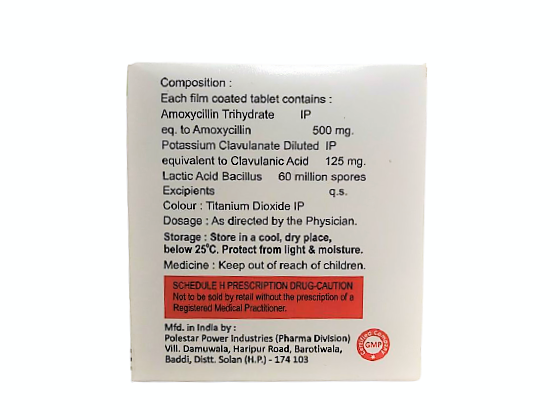 Composition :
Each film coated tablet contains :
Amoxycillin Trihydrate IP
eq. to Amoxycillin 500 mg.
Potassium Clavulanate Diluted IP
equivalent to Clavulanic Acid 125 mg.
Lactic Acid Bacillus 60 million spores
Excipients q.s.
Colour : Titanium Dioxide IP
Dosage : As directed by the Physician.
Storage : Store in a cool, dry place,
below 25°C. Protect from light & moisture.
Medicine : Keep out of reach of children.
SCHEDULE H PRESCRIPTION DRUG-CAUTION
Not to be sold by retail without the prescription of a
Registered Medical Practitioner.
Mfd. in India by :
Polestar Power Industries (Pharma Division)
Vill. Damuwala, Haripur Road, Barotiwala,
Baddi, Distt. Solan (H.P.) - 174 103
Certified Company
GMP